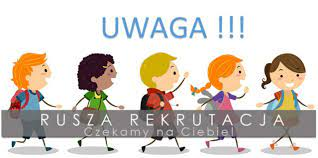 UWAGA !!!
RUSZA REKRUTACJA
Czekamy na Ciebie!